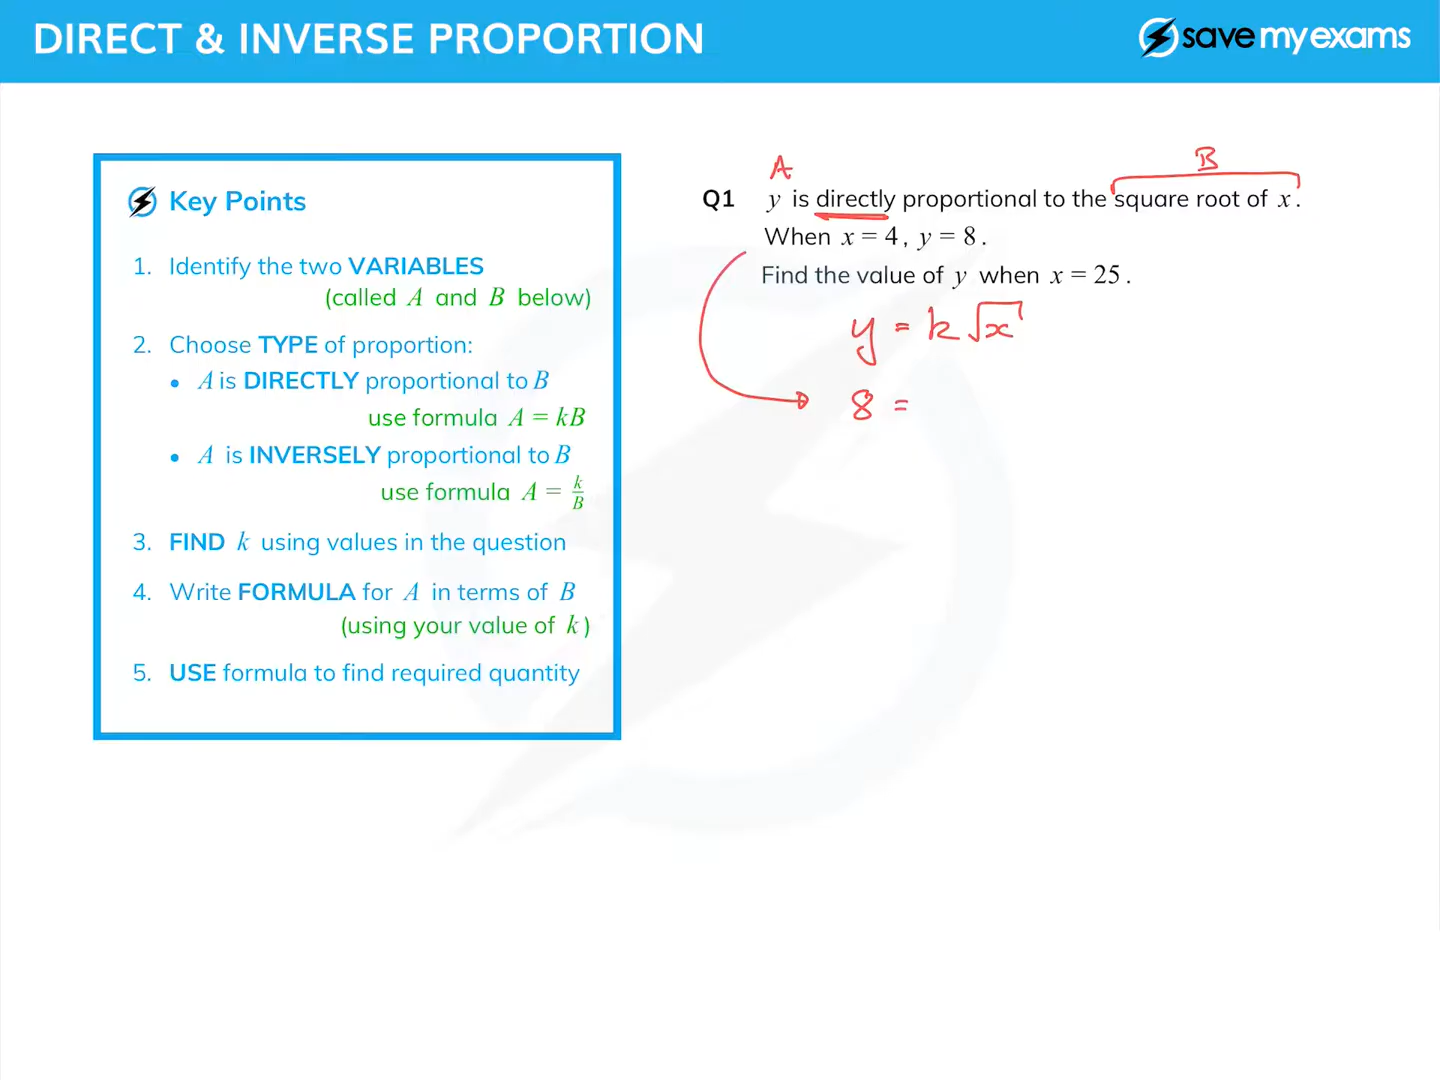 DIRECT & INVERSE PROPORTION
save my exams
Key Points
1. Identify the two VARIABLES
(called A and B below)
2. Choose TYPE of proportion:
• A is DIRECTLY proportional to B
use formula A = kB
• A is INVERSELY proportional to B
use formula A = k/B
3. FIND k using values in the question
4. Write FORMULA for A in terms of B
(using your value of k)
5. USE formula to find required quantity
A B
Q1 y is directly proportional to the square root of x.
When x = 4, y = 8.
Find the value of y when x = 25.
y = k√x
8 =